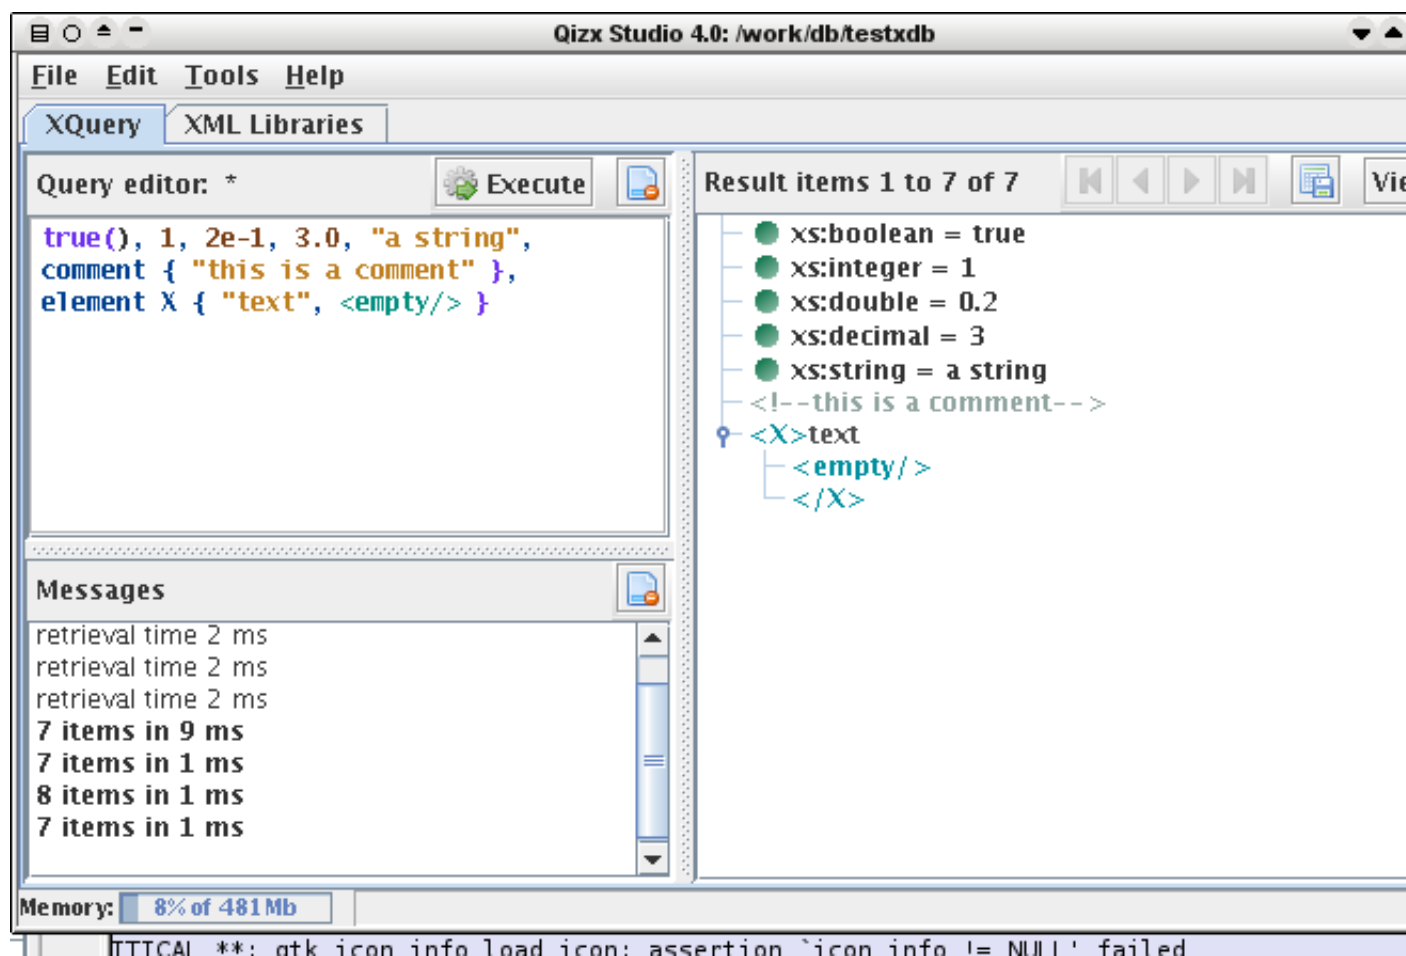 Qizx Studio 4.0: /work/db/testxdb
File Edit Tools Help
XQuery XML Libraries
Query editor: * Execute
true(), 1, 2e-1, 3.0, "a string",
comment { "this is a comment" },
element X { "text", <empty/> }
Messages
retrieval time 2 ms
retrieval time 2 ms
retrieval time 2 ms
7 items in 9 ms
7 items in 1 ms
8 items in 1 ms
7 items in 1 ms
Result items 1 to 7 of 7 Vie
xs:boolean = true
xs:integer = 1
xs:double = 0.2
xs:decimal = 3
xs:string = a string
<!--this is a comment-->
<X>text
<empty/>
</X>
Memory: 8% of 481Mb
ITICAL **: gtk_icon_info_load_icon: assertion `icon_info != NULL' failed